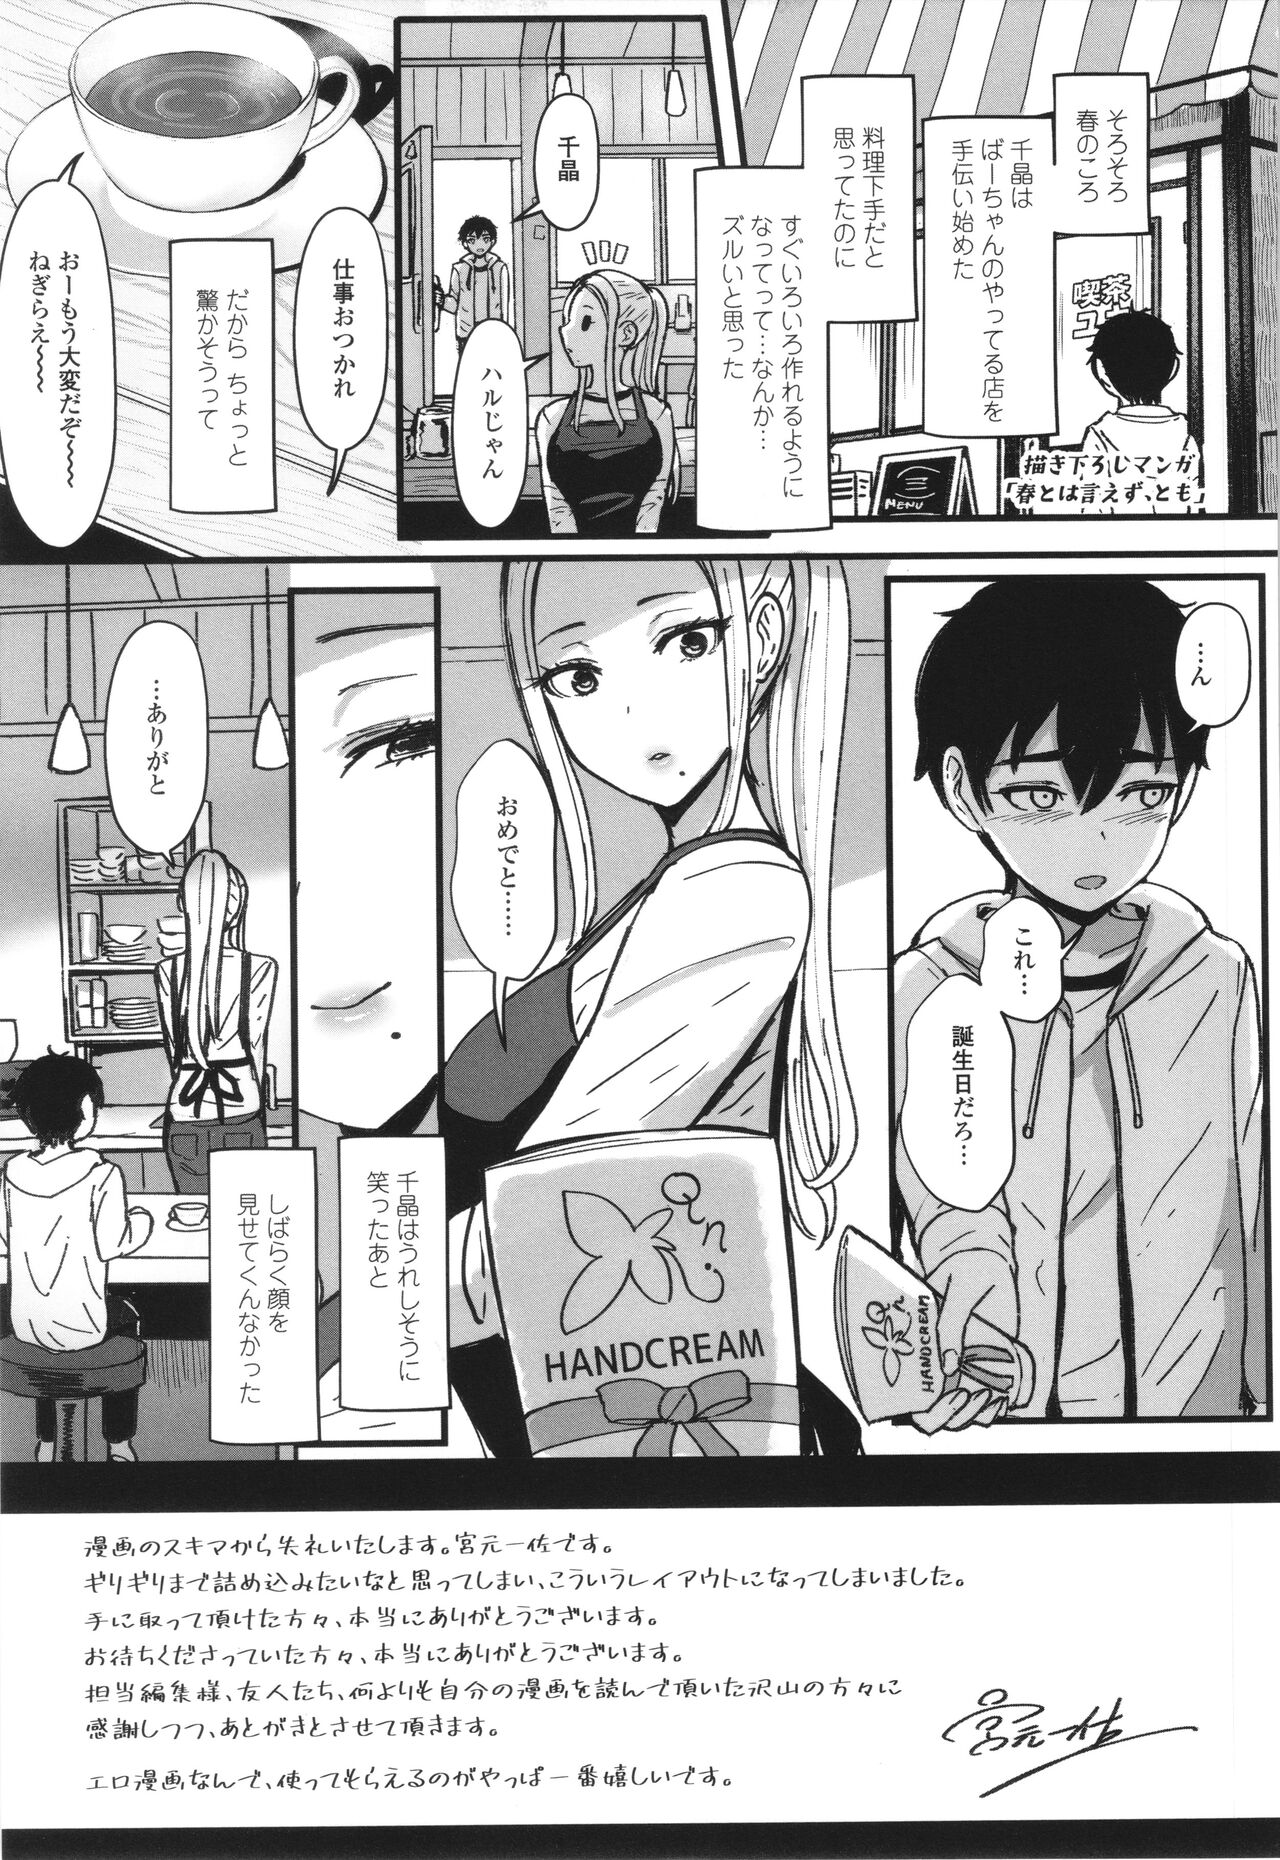 そろそろ
春のころ
千晶は
ばーちゃんのやってる店を
手伝い始めた
喫茶
MENU
描き下ろしマンガ
「春とは言えず、とも」
料理下手だと
思ってたのに
すぐいろいろ作れるように
なってって…なんか…
ズルいと思った
千晶
ハルじゃん
仕事おつかれ
おーもう大変だぞ〜〜
ねぎらえ〜〜〜
だから ちょっと
驚かそうって
…ん
これ…
誕生日だろ…
Qn
HANDCREAM
おめでと……
Qn
HANDCREAM
千晶はうれしそうに
笑ったあと
…ありがと
しばらく顔を
見せてくんなかった
漫画のスキマから失礼いたします。宮元一佐です。
ギリギリまで詰め込みたいなと思ってしまい、こういうレイアウトになってしまいました。
手に取って頂けた方々、本当にありがとうございます。
お待ちくださっていた方々、本当にありがとうございます。
担当編集様、友人たち、何よりも自分の漫画を読んで頂いた沢山の方々に
感謝しつつ、あとがきとさせて頂きます。
エロ漫画なんで、使ってもらえるのがやっぱ一番嬉しいです。
宮元一佐